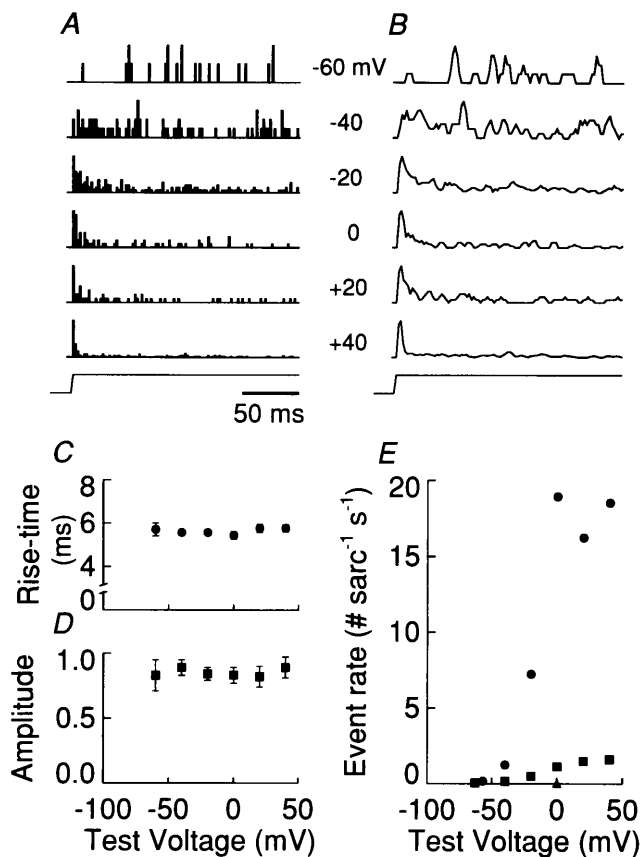 A
B
-60 mV
-40
-20
0
+20
+40
50 ms
C
8
6
4
0
Rise-time
(ms)
D
1.0
0.5
0.0
Amplitude
-100 -50 0 50
Test Voltage (mV)
E
20
15
10
5
0
Event rate (# sarc⁻¹ s⁻¹)
-100 -50 0 50
Test Voltage (mV)